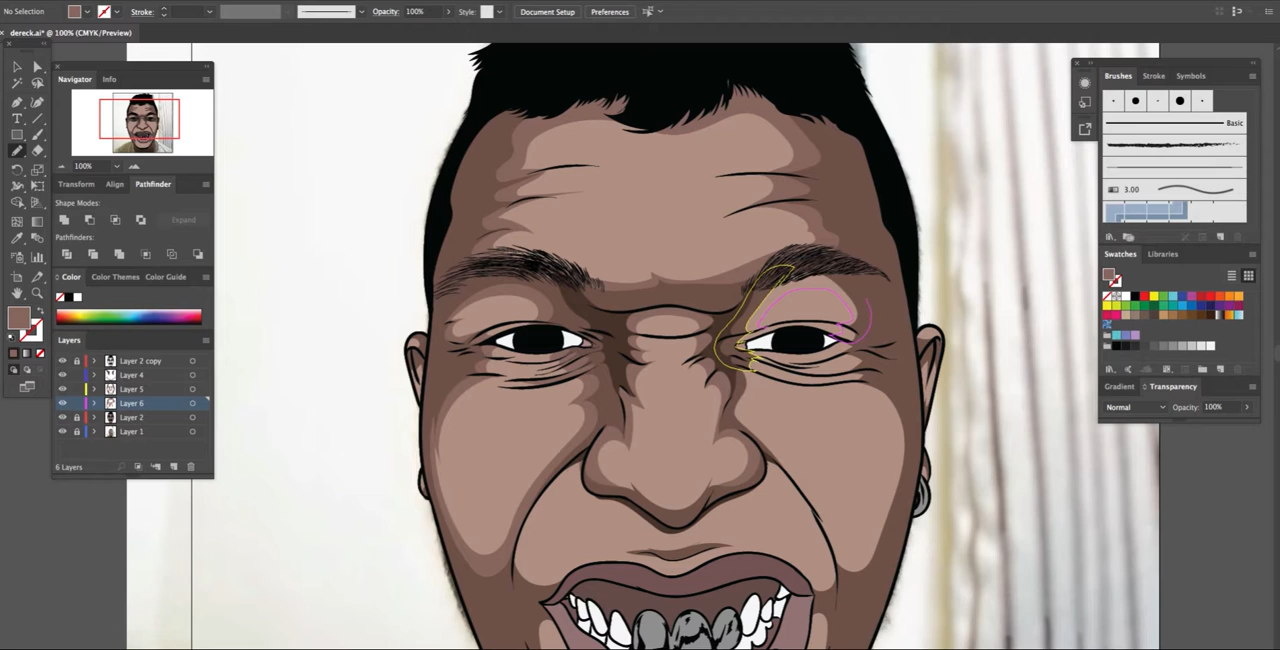 No Selection Stroke: Opacity: 100% Style: Document Setup Preferences
dereck.ai* @ 100% (CMYK/Preview)
Navigator Info
100%
Transform Align Pathfinder
Shape Modes:
Expand
Pathfinders:
Color Color Themes Color Guide
Layers
Layer 2 copy
Layer 4
Layer 5
Layer 6
Layer 2
Layer 1
6 Layers
Brushes Stroke Symbols
Basic
3.00
Swatches Libraries
Gradient Transparency
Normal Opacity: 100%